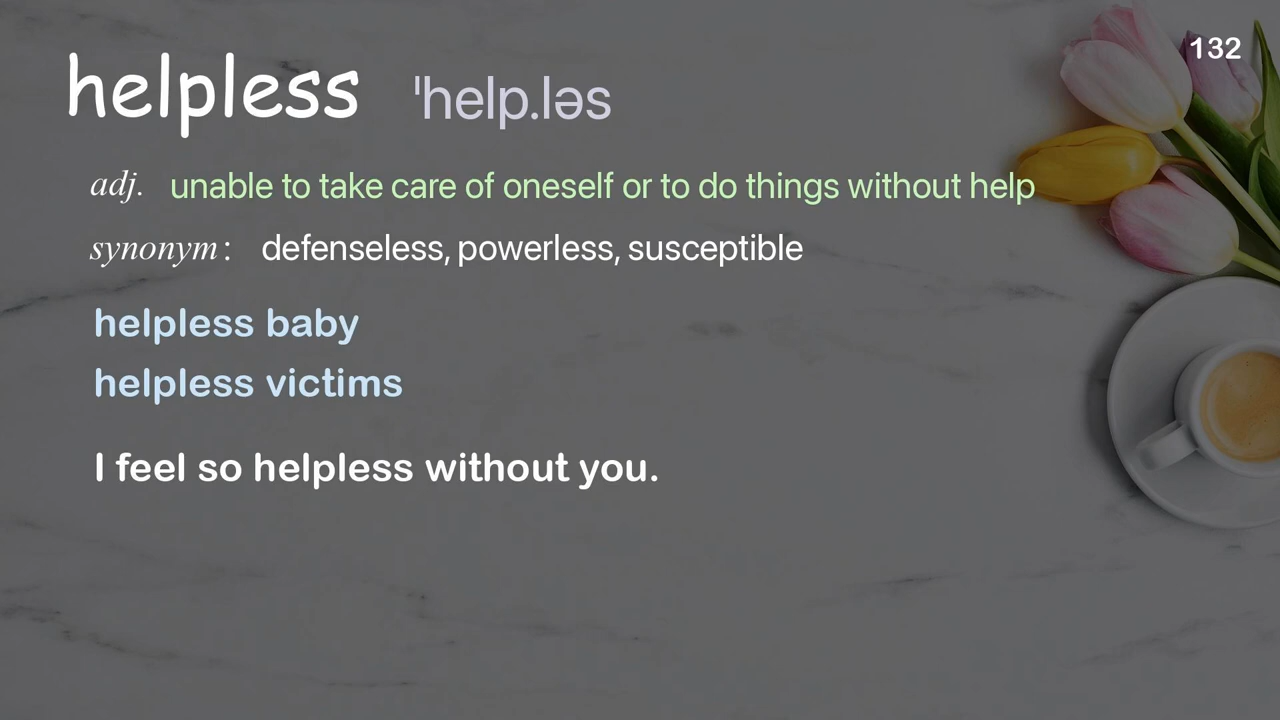 132
helpless ˈhelp.ləs
adj. unable to take care of oneself or to do things without help
synonym: defenseless, powerless, susceptible
helpless baby
helpless victims
I feel so helpless without you.